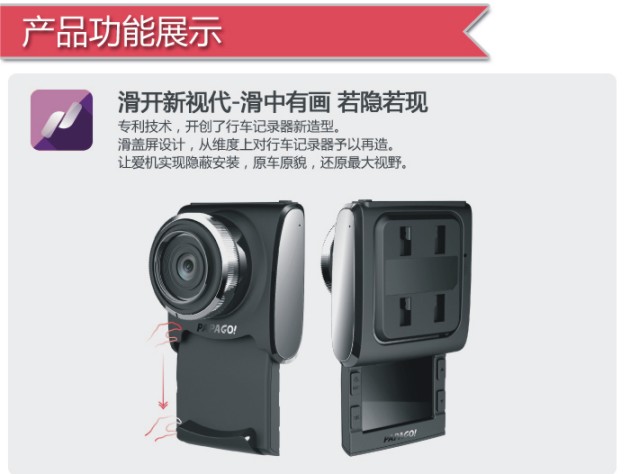 产品功能展示
滑开新视代-滑中有画 若隐若现
专利技术，开创了行车记录器新造型。
滑盖屏设计，从维度上对行车记录器予以再造。
让爱机实现隐蔽安装，原车原貌，还原最大视野。
PAPAGO!
PAPAGO!